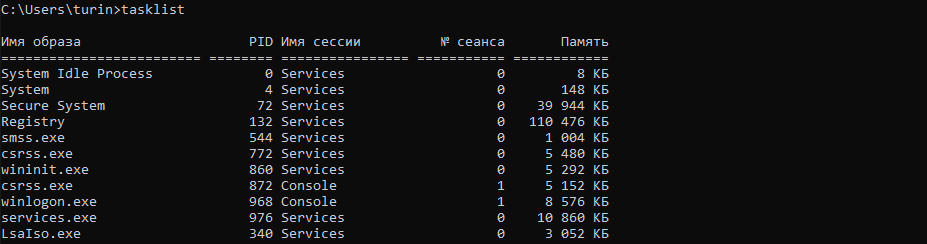 C:\Users\turin>tasklist
Имя образа                     PID Имя сессии          № сеанса       Память
========================= ======== ================ =========== ============
System Idle Process              0 Services                   0         8 КБ
System                           4 Services                   0       148 КБ
Secure System                   72 Services                   0    39 944 КБ
Registry                       132 Services                   0   110 476 КБ
smss.exe                       544 Services                   0     1 004 КБ
csrss.exe                      772 Services                   0     5 480 КБ
wininit.exe                    860 Services                   0     5 292 КБ
csrss.exe                      872 Console                    1     5 152 КБ
winlogon.exe                   968 Console                    1     8 576 КБ
services.exe                   976 Services                   0    10 860 КБ
LsaIso.exe                     340 Services                   0     3 052 КБ